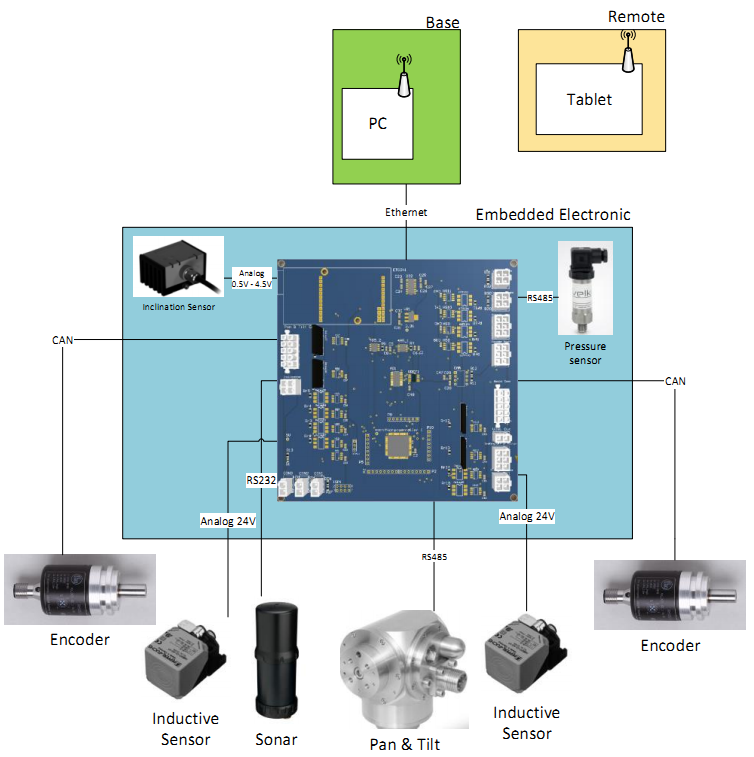 Base
Remote
PC
Tablet
Ethernet
Embedded Electronic
Analog
0.5V - 4.5V
Inclination Sensor
RS485
Pressure
sensor
CAN
CAN
RS232
Analog 24V
Analog 24V
RS485
Encoder
Encoder
Inductive
Sensor
Sonar
Pan & Tilt
Inductive
Sensor